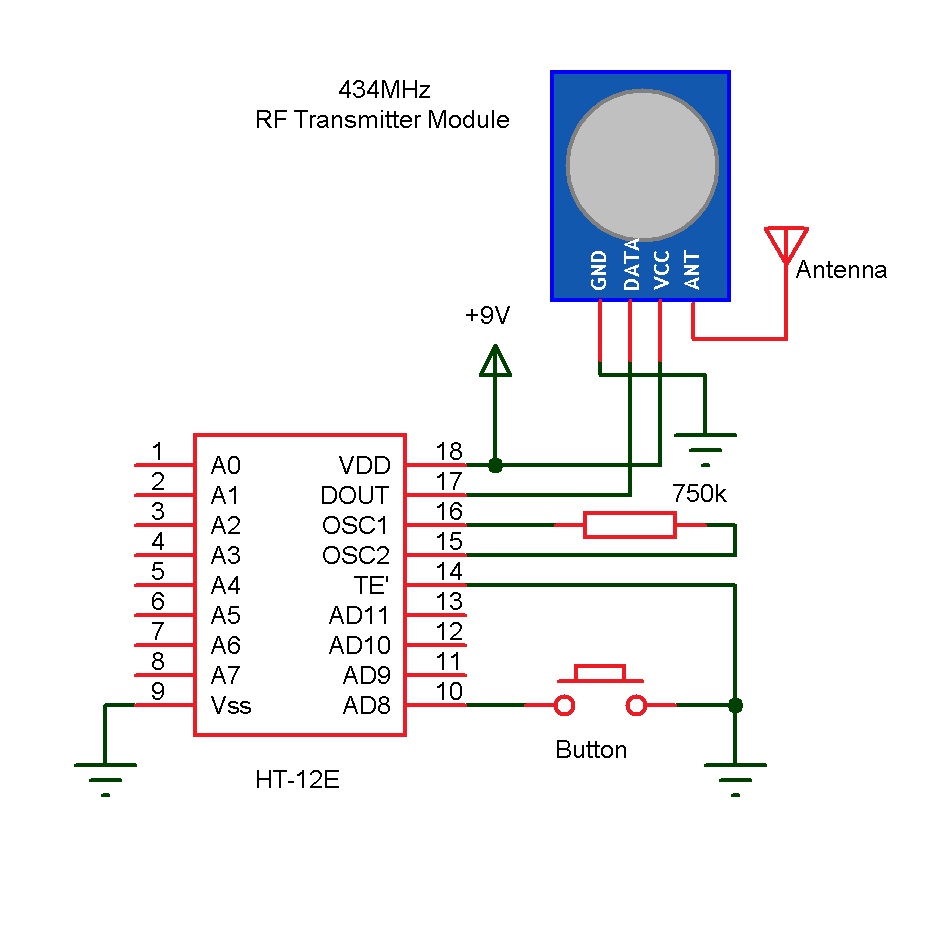 434MHz
RF Transmitter Module
GND
DATA
VCC
ANT
Antenna
+9V
1 A0 VDD 18
2 A1 DOUT 17
750k
3 A2 OSC1 16
4 A3 OSC2 15
5 A4 TE' 14
6 A5 AD11 13
7 A6 AD10 12
8 A7 AD9 11
9 Vss AD8 10
Button
HT-12E